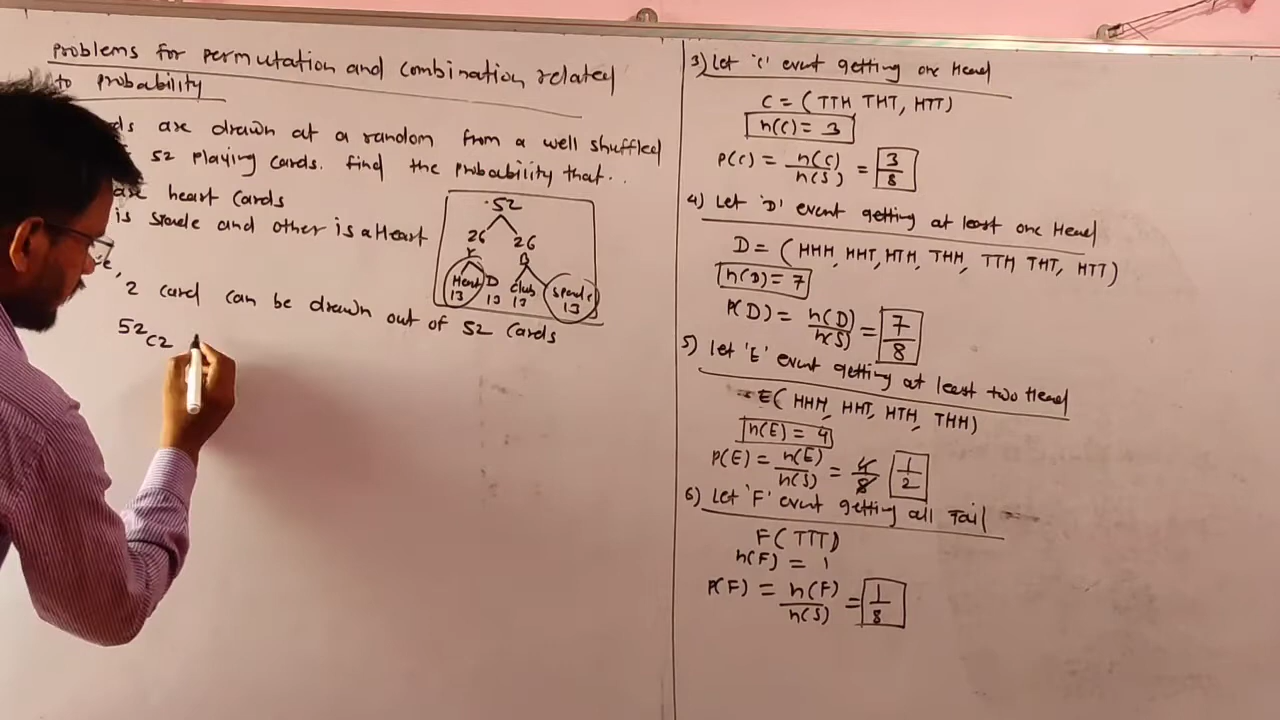 Problems for permutation and combination related
to probability
ds are drawn at a random from a well shuffled
52 playing cards. find the probability that..
are heart cards
is spade and other is a Heart
52
26 26
B
Heart D club spade
13 13 13 13
2 card can be drawn out of 52 cards
52C2
3) Let 'C' event getting one Head
C = (TTH THT, HTT)
n(C) = 3
P(C) = n(C)/n(S) = 3/8
4) Let 'D' event getting at least one Head
D = (HHH, HHT, HTH, THH, TTH THT, HTT)
n(D) = 7
P(D) = n(D)/n(S) = 7/8
5) let 'E' event getting at least two Head
E( HHH, HHT, HTH, THH)
n(E) = 4
P(E) = n(E)/n(S) = 4/8 1/2
6) Let 'F' event getting all Tail
F( TTT)
n(F) = 1
P(F) = n(F)/n(S) = 1/8